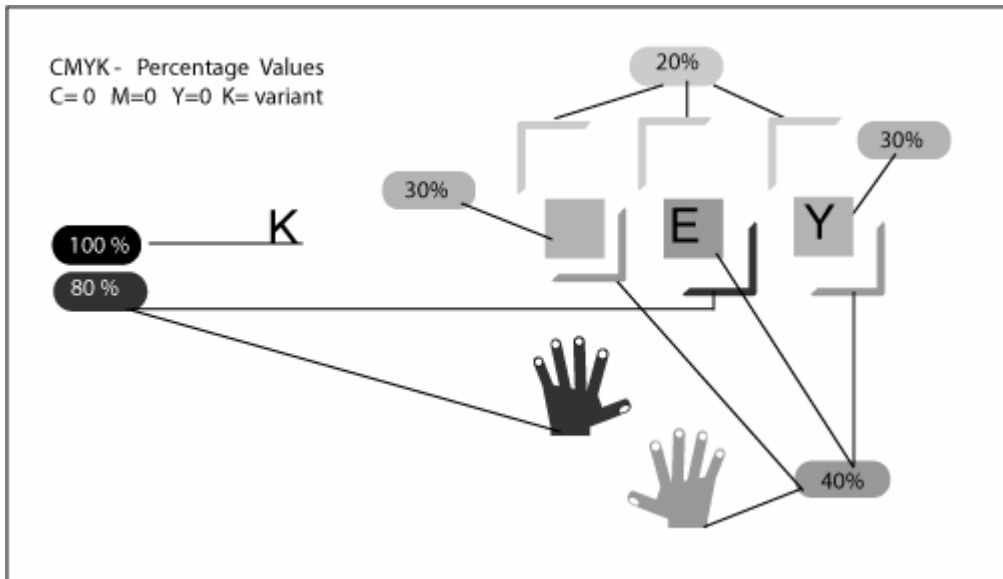 CMYK - Percentage Values
C= 0 M=0 Y=0 K= variant
20%
30%
30%
K
E
Y
100 %
80 %
40%